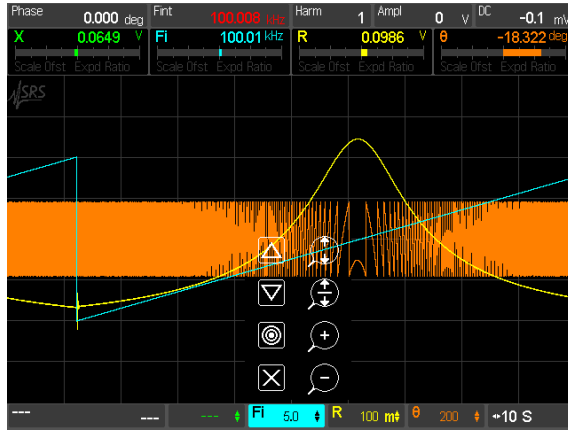 Phase 0.000 deg Fint 100.008 kHz Harm 1 Ampl 0 V DC -0.1 mV
X 0.0649 V Fi 100.01 kHz R 0.0986 V θ -18.322 deg
Scale Ofst Expd Ratio Scale Ofst Expd Ratio Scale Ofst Expd Ratio Scale Ofst Expd Ratio
SRS
--- --- --- Fi 5.0 R 100 m θ 200 10 S